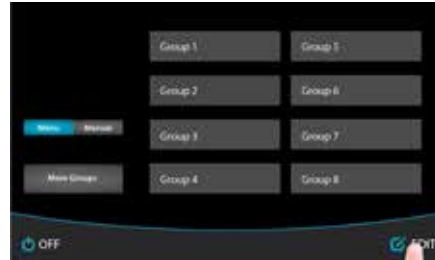 Group 1
Group 5
Group 2
Group 6
Menu
Manual
Group 3
Group 7
More Groups
Group 4
Group 8
OFF
EDIT